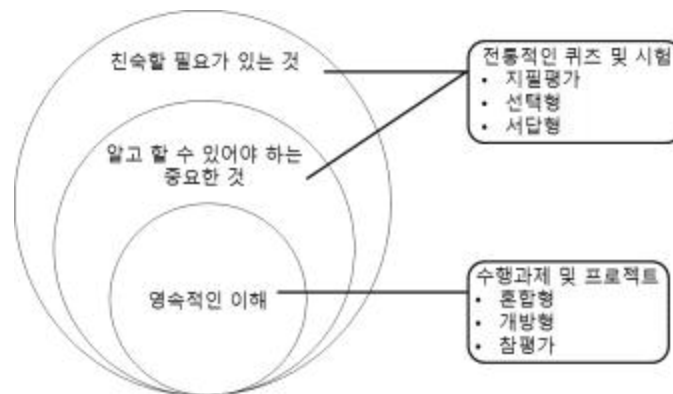 친숙할 필요가 있는 것
알고 할 수 있어야 하는
중요한 것
영속적인 이해
전통적인 퀴즈 및 시험
• 지필평가
• 선택형
• 서답형
수행과제 및 프로젝트
• 혼합형
• 개방형
• 참평가